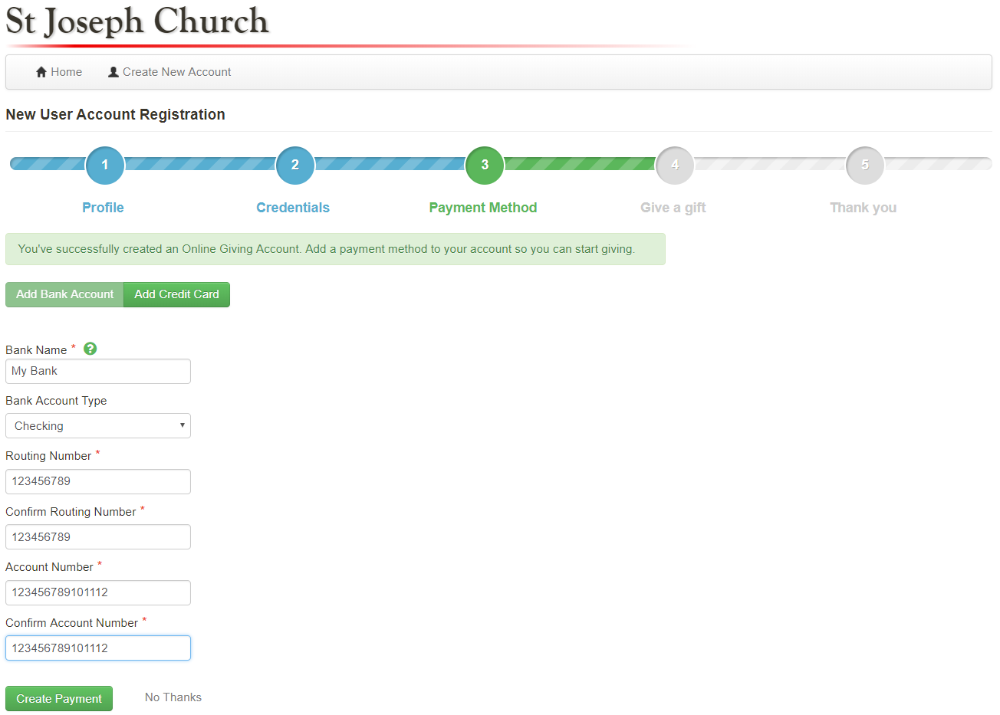 St Joseph Church
Home Create New Account
New User Account Registration
1 2 3 4 5
Profile Credentials Payment Method Give a gift Thank you
You've successfully created an Online Giving Account. Add a payment method to your account so you can start giving.
Add Bank Account Add Credit Card
Bank Name * ?
My Bank
Bank Account Type
Checking
Routing Number *
123456789
Confirm Routing Number *
123456789
Account Number *
123456789101112
Confirm Account Number *
123456789101112
Create Payment No Thanks